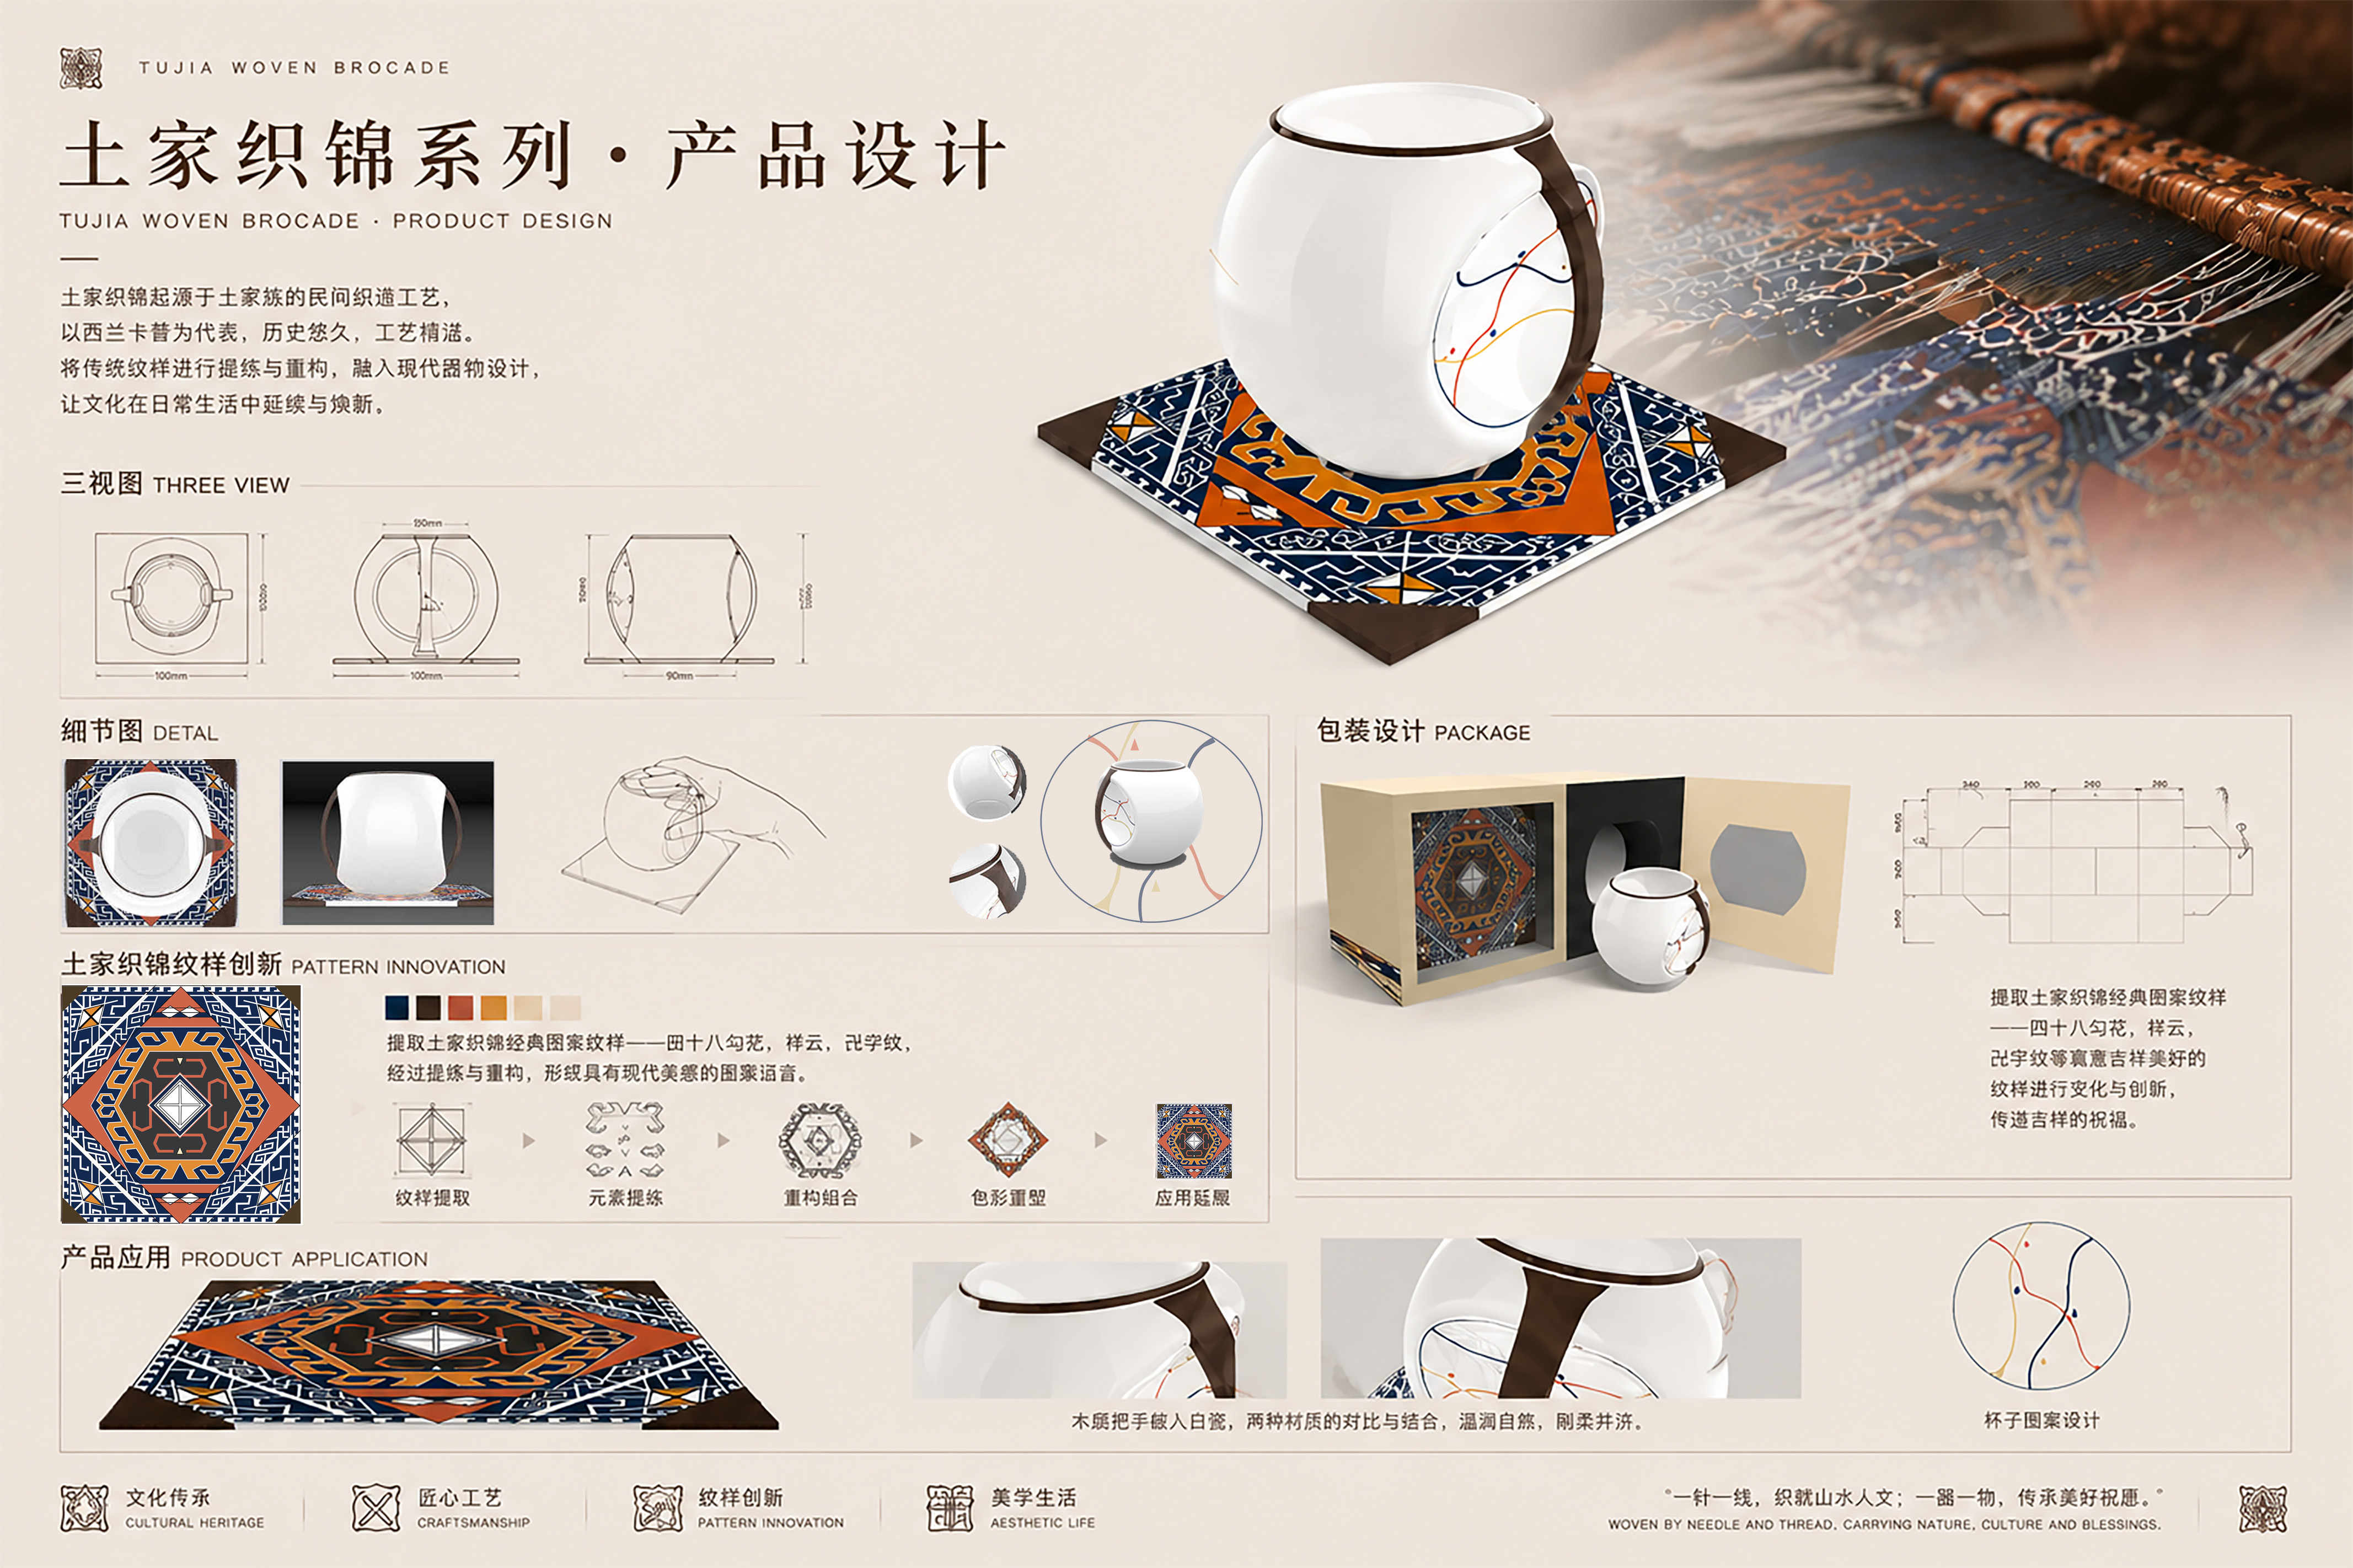 TUJIA WOVEN BROCADE
土家织锦系列·产品设计
TUJIA WOVEN BROCADE · PRODUCT DESIGN
土家织锦起源于土家族的民间织造工艺，
以西兰卡普为代表，历史悠久，工艺精湛。
将传统纹样进行提练与重构，融入现代器物设计，
让文化在日常生活中延续与焕新。
三视图 THREE VIEW
150mm
100mm
100mm
90mm
细节图 DETAL
包装设计 PACKAGE
土家织锦纹样创新 PATTERN INNOVATION
提取土家织锦经典图案纹样——四十八勾花，祥云，
经过提练与重构，形成具有现代美感的图案语言。
纹样提取
元素提练
重构组合
色彩重塑
应用延展
提取土家织锦经典图案纹样
——四十八勾花，祥云，
纹等寓意吉祥美好的
纹样进行变化与创新，
传递吉祥的祝福。
产品应用 PRODUCT APPLICATION
木质把手嵌入白瓷，两种材质的对比与结合，温润自然，刚柔并济。
杯子图案设计
文化传承
CULTURAL HERITAGE
匠心工艺
CRAFTSMANSHIP
纹样创新
PATTERN INNOVATION
美学生活
AESTHETIC LIFE
“一针一线，织就山水人文；一器一物，传承美好祝愿。”
WOVEN BY NEEDLE AND THREAD, CARRYING NATURE, CULTURE AND BLESSINGS.